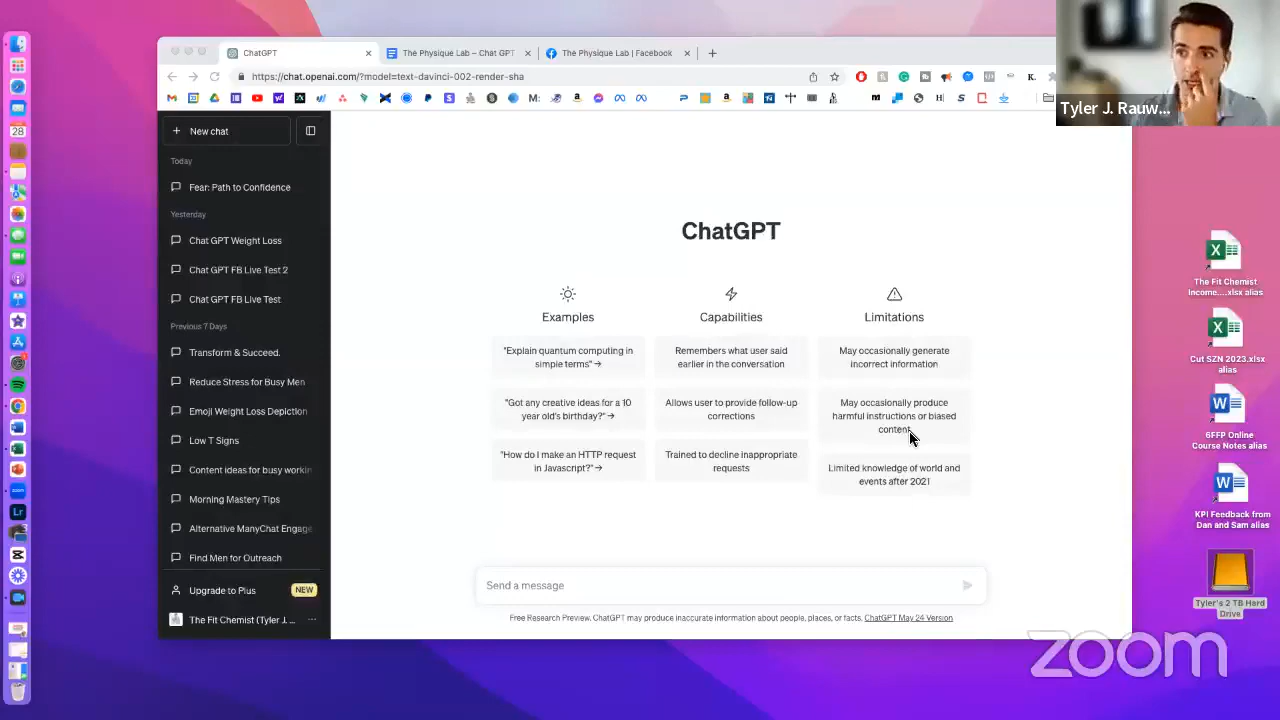 ChatGPT
The Physique Lab – Chat GPT
The Physique Lab | Facebook
https://chat.openai.com/?model=text-davinci-002-render-sha
Tyler J. Rauw...
New chat
Today
Fear: Path to Confidence
Yesterday
Chat GPT Weight Loss
Chat GPT FB Live Test 2
Chat GPT FB Live Test
Previous 7 Days
Transform & Succeed.
Reduce Stress for Busy Men
Emoji Weight Loss Depiction
Low T Signs
Content ideas for busy workin
Morning Mastery Tips
Alternative ManyChat Engage
Find Men for Outreach
Upgrade to Plus
NEW
The Fit Chemist (Tyler J. ...
ChatGPT
Examples
"Explain quantum computing in
simple terms" →
"Got any creative ideas for a 10
year old's birthday?" →
"How do I make an HTTP request
in Javascript?" →
Capabilities
Remembers what user said
earlier in the conversation
Allows user to provide follow-up
corrections
Trained to decline inappropriate
requests
Limitations
May occasionally generate
incorrect information
May occasionally produce
harmful instructions or biased
content
Limited knowledge of world and
events after 2021
Send a message
Free Research Preview. ChatGPT may produce inaccurate information about people, places, or facts. ChatGPT May 24 Version
The Fit Chemist
Income....xlsx alias
Cut SZN 2023.xlsx
alias
6FFP Online
Course Notes alias
KPI Feedback from
Dan and Sam alias
Tyler's 2 TB Hard
Drive
zoom